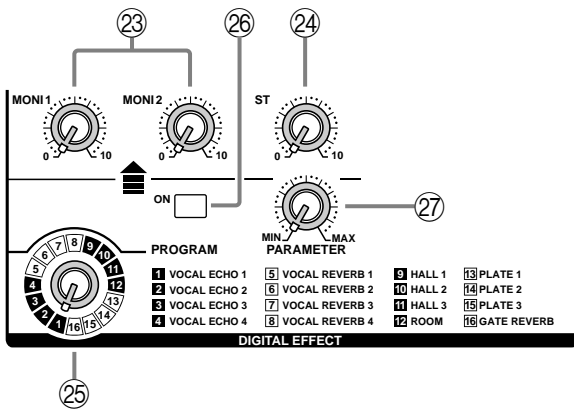 ㉓ ㉖ ㉔
MONI 1 MONI 2 ST
0 10 0 10 0 10
ON
MIN MAX ㉗
PROGRAM PARAMETER
1 2 3 4 5 6 7 8 9 10 11 12 13 14 15 16
1 VOCAL ECHO 1 5 VOCAL REVERB 1 9 HALL 1 13 PLATE 1
2 VOCAL ECHO 2 6 VOCAL REVERB 2 10 HALL 2 14 PLATE 2
3 VOCAL ECHO 3 7 VOCAL REVERB 3 11 HALL 3 15 PLATE 3
4 VOCAL ECHO 4 8 VOCAL REVERB 4 12 ROOM 16 GATE REVERB
DIGITAL EFFECT
㉕